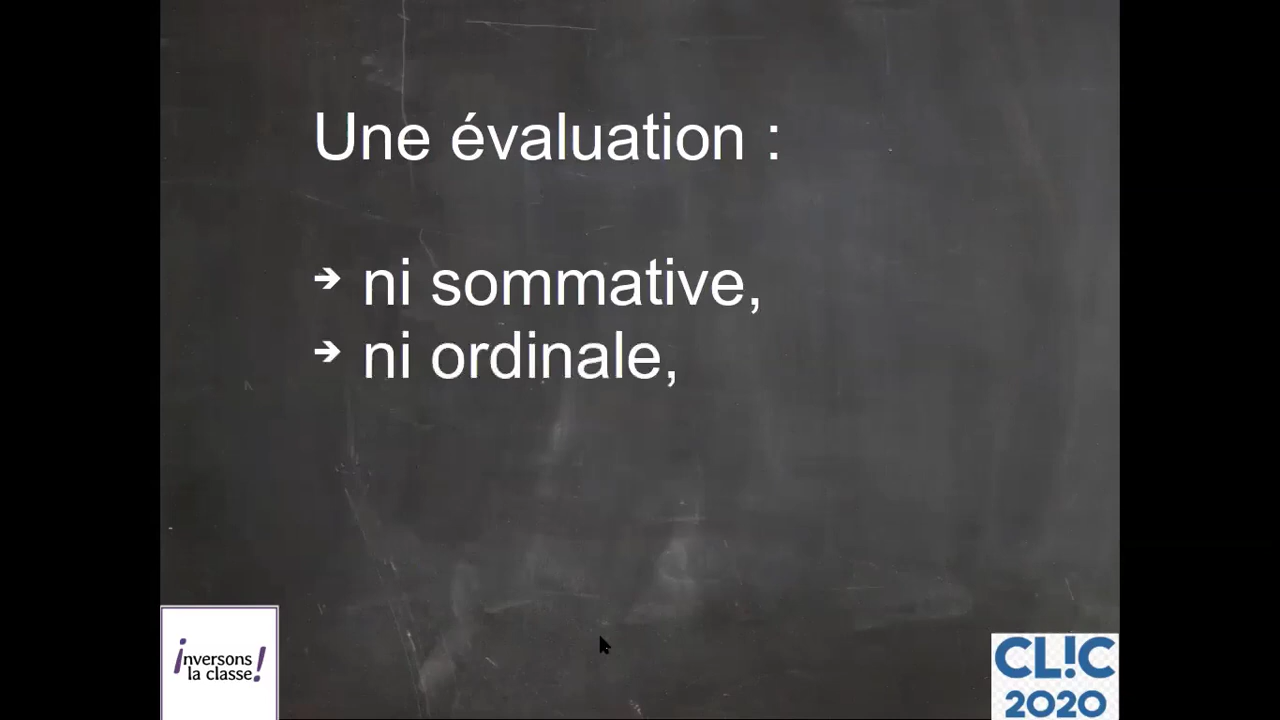 Une évaluation :
➔ ni sommative,
➔ ni ordinale,
inversons
la classe !
CL!C
2020